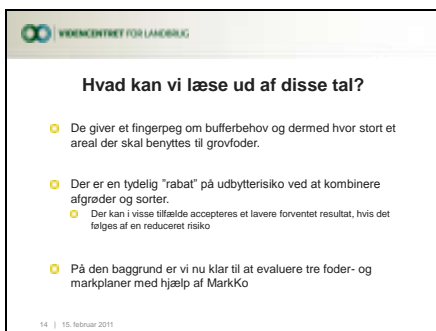 VIDENCENTRET FOR LANDBRUG
Hvad kan vi læse ud af disse tal?
De giver et fingerpeg om bufferbehov og dermed hvor stort et
areal der skal benyttes til grovfoder.
Der er en tydelig ”rabat” på udbytterisiko ved at kombinere
afgrøder og sorter.
Der kan i visse tilfælde accepteres et lavere forventet resultat, hvis det
følges af en reduceret risiko
På den baggrund er vi nu klar til at evaluere tre foder- og
markplaner med hjælp af MarkKo
14 | 15. februar 2011